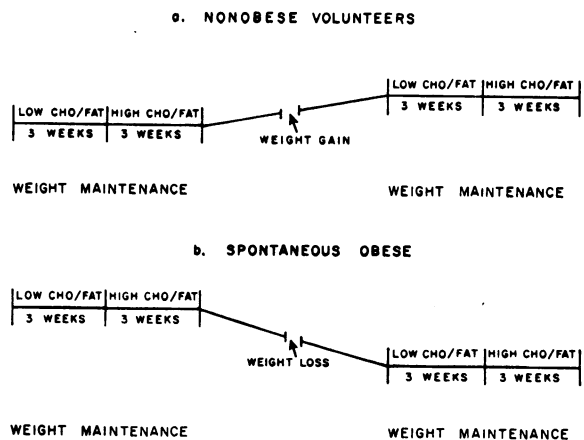 a. NONOBESE VOLUNTEERS
LOW CHO/FAT HIGH CHO/FAT
3 WEEKS 3 WEEKS
LOW CHO/FAT HIGH CHO/FAT
3 WEEKS 3 WEEKS
WEIGHT GAIN
WEIGHT MAINTENANCE WEIGHT MAINTENANCE
b. SPONTANEOUS OBESE
LOW CHO/FAT HIGH CHO/FAT
3 WEEKS 3 WEEKS
WEIGHT LOSS
LOW CHO/FAT HIGH CHO/FAT
3 WEEKS 3 WEEKS
WEIGHT MAINTENANCE WEIGHT MAINTENANCE